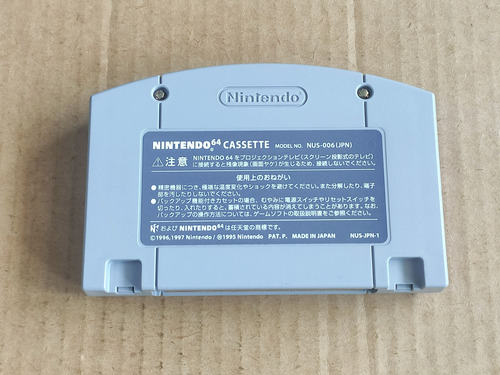 Nintendo
NINTENDO64 CASSETTE MODEL NO. NUS-006(JPN)
⚠注意 NINTENDO 64をプロジェクションテレビ(スクリーン投影式のテレビ)
に接続すると残像現象(画面ヤケ)が生じるため、接続しないでください。
使用上のおねがい
●精密機器につき、極端な温度変化やショックを避けてください。また分解したり、端子
部を汚したりしないでください。
●バックアップ機能付きカセットの場合、むやみに電源スイッチやリセットスイッチを
切ったり、入れたりすると、蓄積されている内容が消えてしまうことがあります。なお、
バックアップの操作方法については、ゲームソフトの取扱説明書をご参照ください。
および NINTENDO64 は任天堂の商標です。
©1996,1997 Nintendo/ⓜ1995 Nintendo PAT. P. MADE IN JAPAN NUS-JPN-1